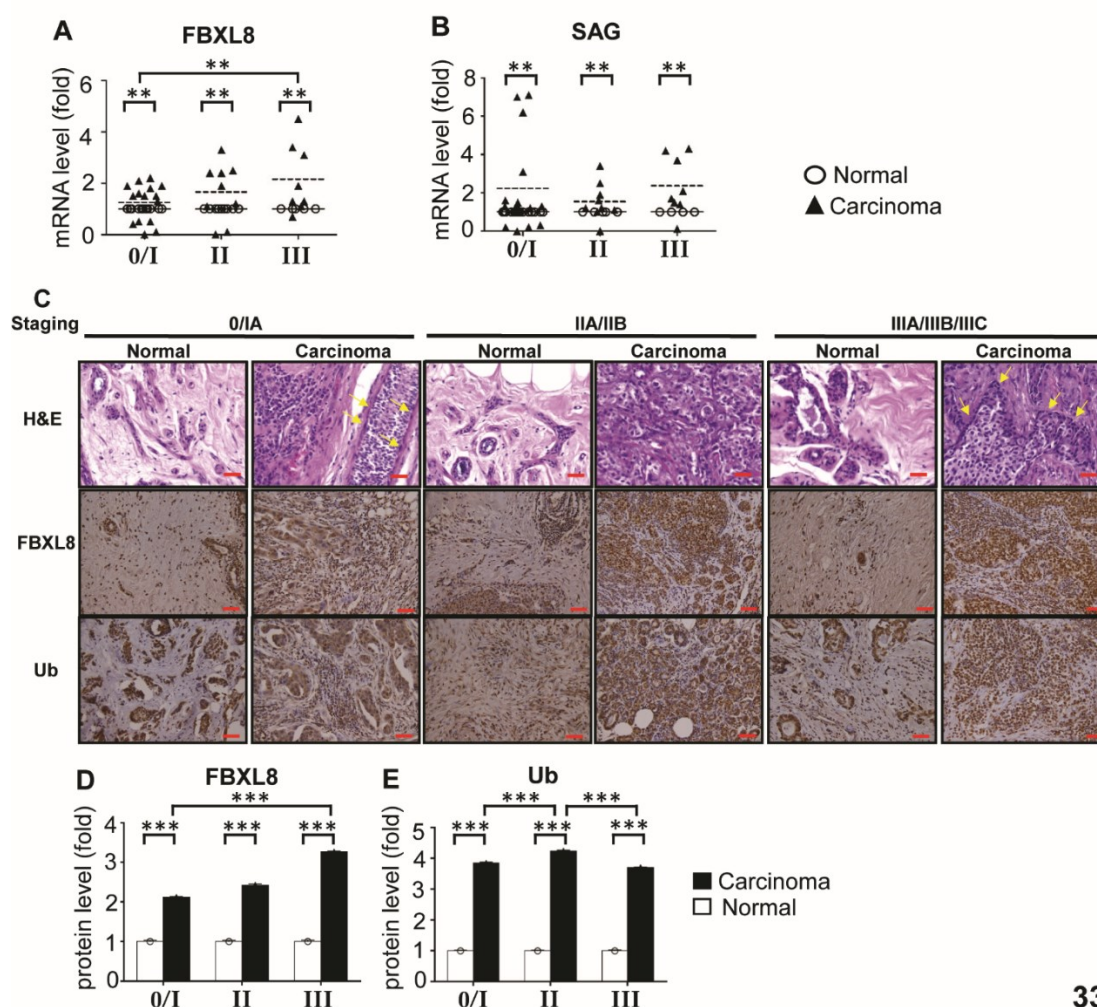 A
FBXL8
**
** ** **
mRNA level (fold)
6
4
2
0
0/I II III
B
SAG
** ** **
mRNA level (fold)
8
6
4
2
0
0/I II III
Normal
Carcinoma
C
Staging 0/IA IIA/IIB IIIA/IIIB/IIIC
Normal Carcinoma Normal Carcinoma Normal Carcinoma
H&E
FBXL8
Ub
D
FBXL8
***
*** *** ***
protein level (fold)
4
3
2
1
0
0/I II III
E
Ub
*** ***
*** *** ***
protein level (fold)
5
4
3
2
1
0
0/I II III
Carcinoma
Normal
33